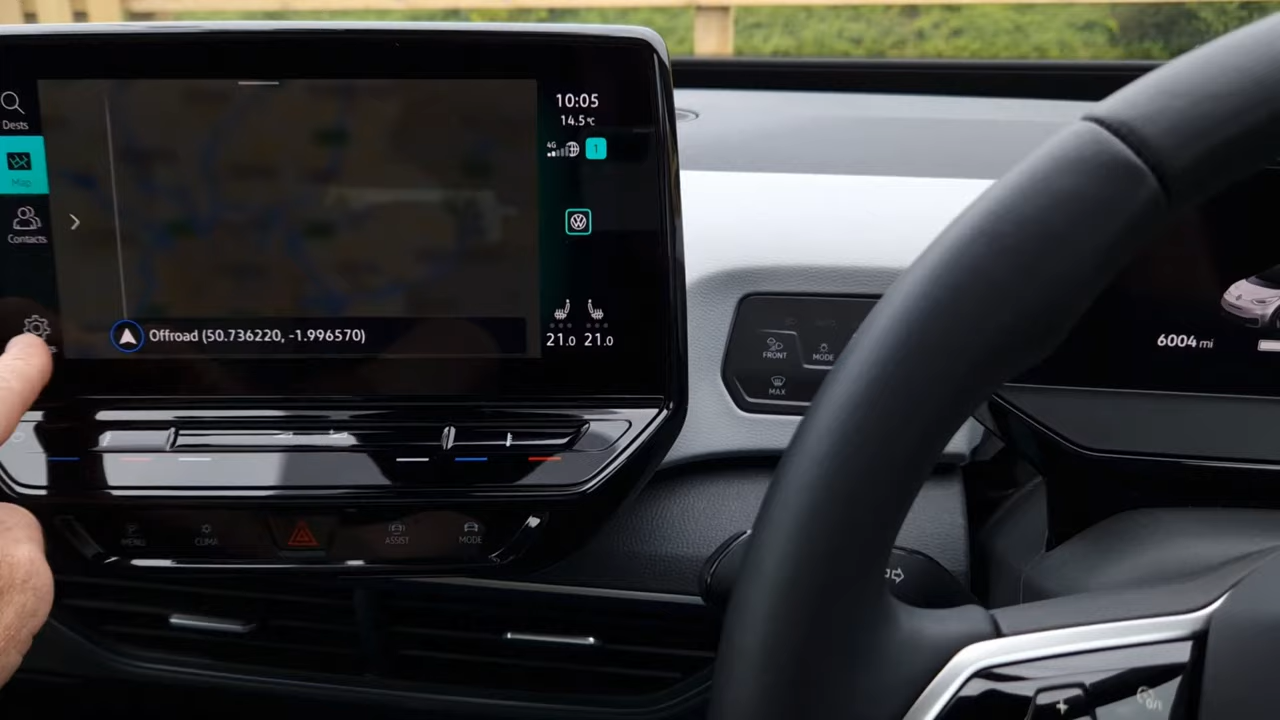 Dests
Map
Contacts
Offroad (50.736220, -1.996570)
10:05
14.5°C
4G
1
21.0 21.0
FRONT
MODE
MAX
6004 mi
MENU
CLIMA
ASSIST
MODE